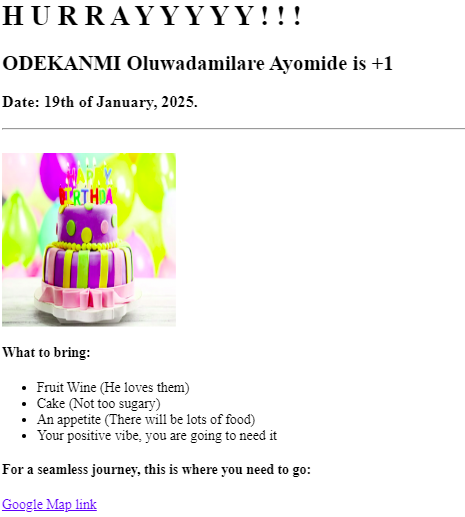 H U R R A Y Y Y Y Y ! ! !
ODEKANMI Oluwadamilare Ayomide is +1
Date: 19th of January, 2025.
HAPPY
BIRTHDA
What to bring:
Fruit Wine (He loves them)
Cake (Not too sugary)
An appetite (There will be lots of food)
Your positive vibe, you are going to need it
For a seamless journey, this is where you need to go:
Google Map link